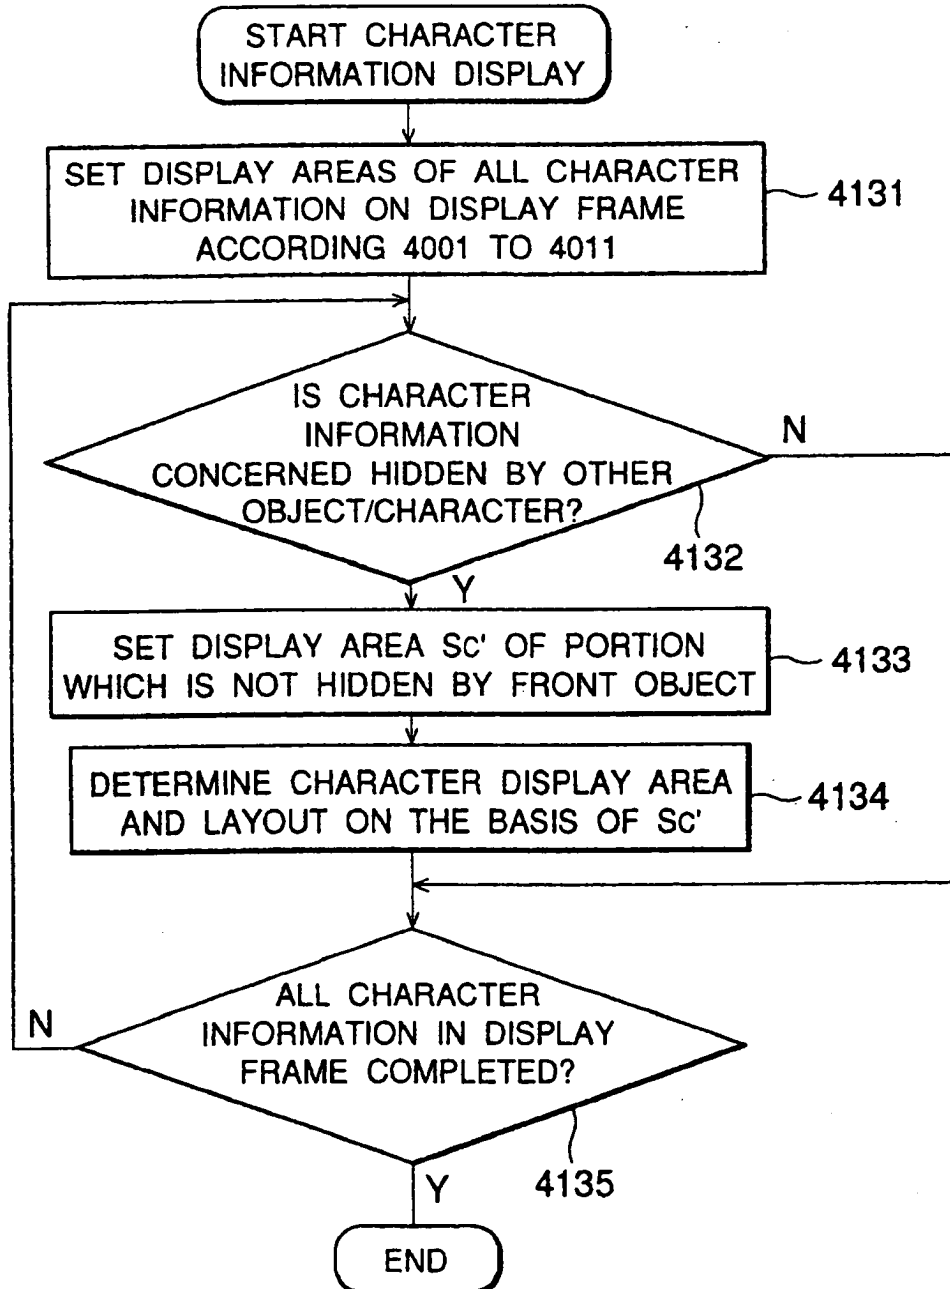 START CHARACTER
INFORMATION DISPLAY
SET DISPLAY AREAS OF ALL CHARACTER
INFORMATION ON DISPLAY FRAME
ACCORDING 4001 TO 4011
4131
IS CHARACTER
INFORMATION
CONCERNED HIDDEN BY OTHER
OBJECT/CHARACTER?
N
4132
Y
SET DISPLAY AREA SC' OF PORTION
WHICH IS NOT HIDDEN BY FRONT OBJECT
4133
DETERMINE CHARACTER DISPLAY AREA
AND LAYOUT ON THE BASIS OF SC'
4134
ALL CHARACTER
INFORMATION IN DISPLAY
FRAME COMPLETED?
N
4135
Y
END